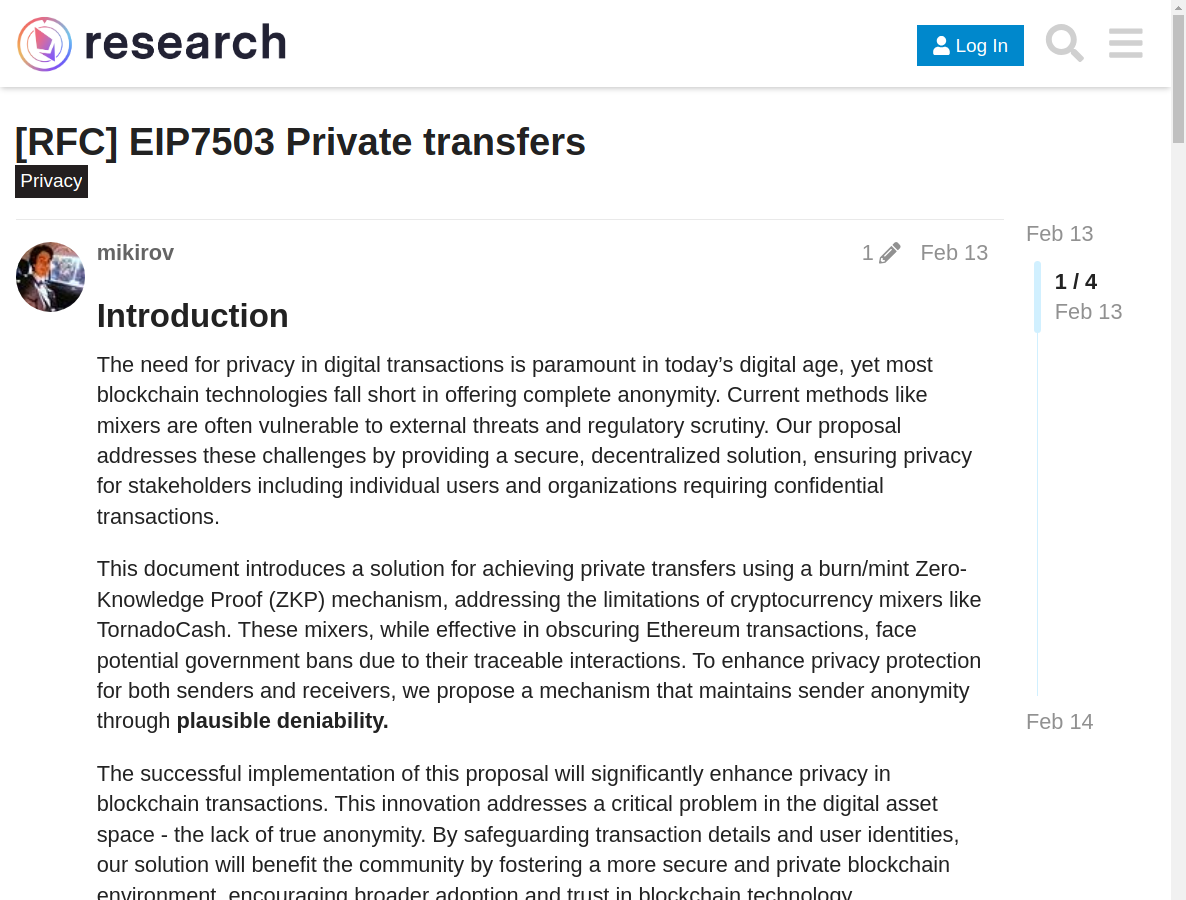 research
Log In
[RFC] EIP7503 Private transfers
Privacy
mikirov
1
Feb 13
Feb 13
1 / 4
Feb 13
Introduction
The need for privacy in digital transactions is paramount in today’s digital age, yet most
blockchain technologies fall short in offering complete anonymity. Current methods like
mixers are often vulnerable to external threats and regulatory scrutiny. Our proposal
addresses these challenges by providing a secure, decentralized solution, ensuring privacy
for stakeholders including individual users and organizations requiring confidential
transactions.
This document introduces a solution for achieving private transfers using a burn/mint Zero-
Knowledge Proof (ZKP) mechanism, addressing the limitations of cryptocurrency mixers like
TornadoCash. These mixers, while effective in obscuring Ethereum transactions, face
potential government bans due to their traceable interactions. To enhance privacy protection
for both senders and receivers, we propose a mechanism that maintains sender anonymity
through plausible deniability.
Feb 14
The successful implementation of this proposal will significantly enhance privacy in
blockchain transactions. This innovation addresses a critical problem in the digital asset
space - the lack of true anonymity. By safeguarding transaction details and user identities,
our solution will benefit the community by fostering a more secure and private blockchain
environment, encouraging broader adoption and trust in blockchain technology.